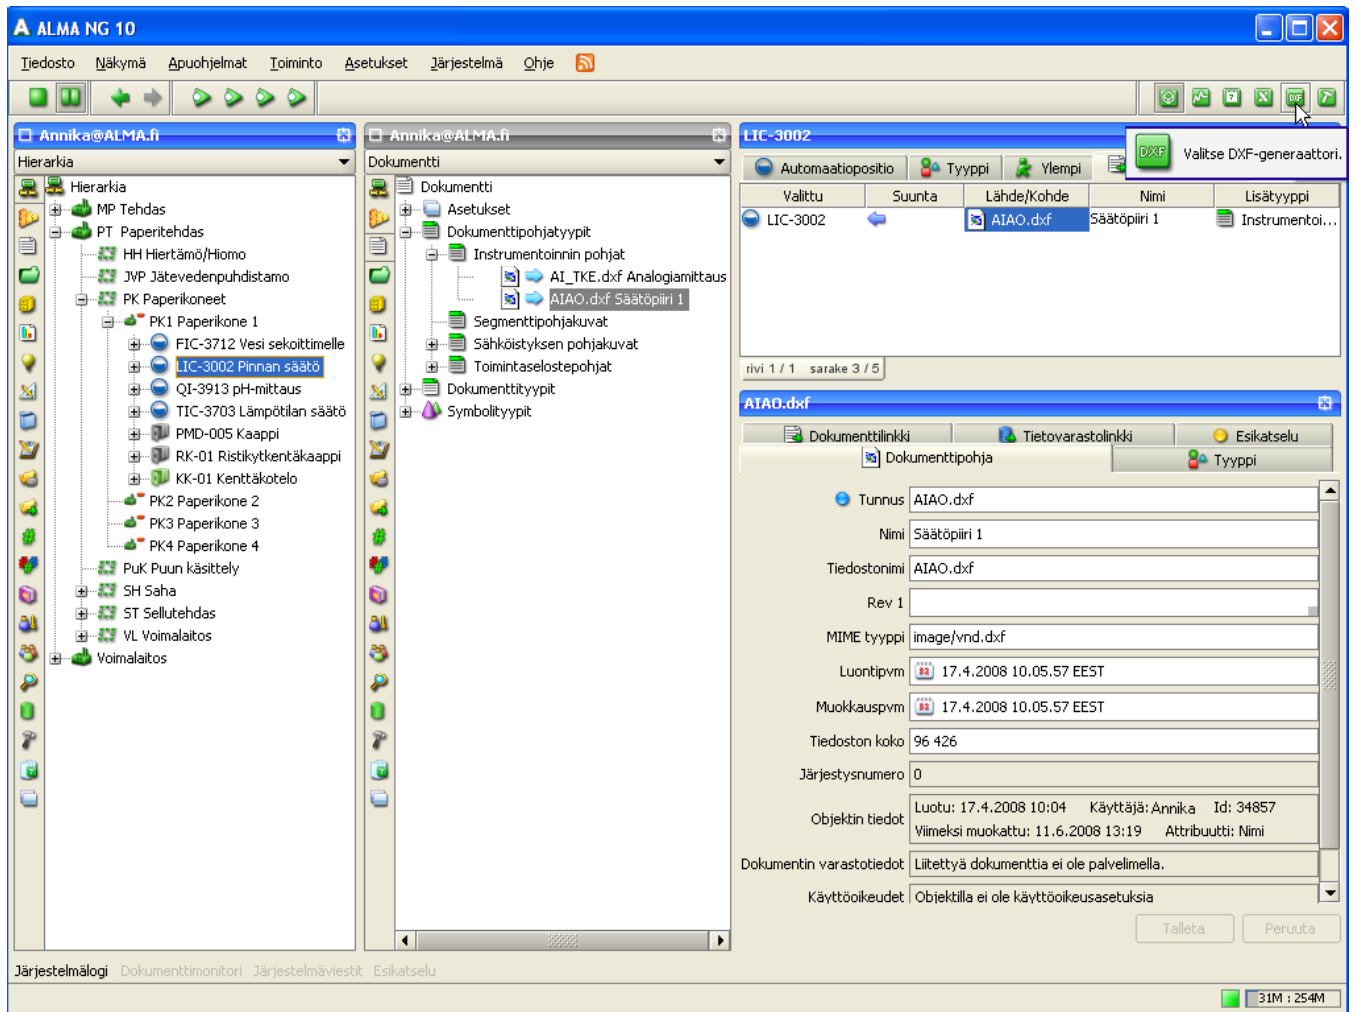 ALMA NG 10
Tiedosto Näkymä Apuohjelmat Toiminto Asetukset Järjestelmä Ohje
Annika@ALMA.fi
Hierarkia
Hierarkia
MP Tehdas
PT Paperitehdas
HH Hiertämö/Hiomo
JVP Jätevedenpuhdistamo
PK Paperikoneet
PK1 Paperikone 1
FIC-3712 Vesi sekoittimelle
LIC-3002 Pinnan säätö
QI-3913 pH-mittaus
TIC-3703 Lämpötilan säätö
PMD-005 Kaappi
RK-01 Ristikytkentäkaappi
KK-01 Kenttäkotelo
PK2 Paperikone 2
PK3 Paperikone 3
PK4 Paperikone 4
PuK Puun käsittely
SH Saha
ST Sellutehdas
VL Voimalaitos
Voimalaitos
Annika@ALMA.fi
Dokumentti
Dokumentti
Asetukset
Dokumenttipohjatyypit
Instrumentoinnin pohjat
AI_TKE.dxf Analogiamittaus
AIAO.dxf Säätöpiiri 1
Segmenttipohjakuvat
Sähköistyksen pohjakuvat
Toimintaselostepohjat
Dokumenttityypit
Symbolityypit
LIC-3002
DXF Valitse DXF-generaattori.
Automaatiopositio Tyyppi Ylempi
Valittu Suunta Lähde/Kohde Nimi Lisätyyppi
LIC-3002 AIAO.dxf Säätöpiiri 1 Instrumentoi...
rivi 1 / 1 sarake 3 / 5
AIAO.dxf
Dokumenttilinkki Tietovarastolinkki Esikatselu
Dokumenttipohja Tyyppi
Tunnus AIAO.dxf
Nimi Säätöpiiri 1
Tiedostonimi AIAO.dxf
Rev 1
MIME tyyppi image/vnd.dxf
Luontipvm 17.4.2008 10.05.57 EEST
Muokkauspvm 17.4.2008 10.05.57 EEST
Tiedoston koko 96 426
Järjestysnumero 0
Objektin tiedot Luotu: 17.4.2008 10:04 Käyttäjä: Annika Id: 34857
Viimeksi muokattu: 11.6.2008 13:19 Attribuutti: Nimi
Dokumentin varastotiedot Liitettyä dokumenttia ei ole palvelimella.
Käyttöoikeudet Objektilla ei ole käyttöoikeusasetuksia
Talleta Peruuta
Järjestelmälogi Dokumenttimonitori Järjestelmäviestit Esikatselu
31M : 254M